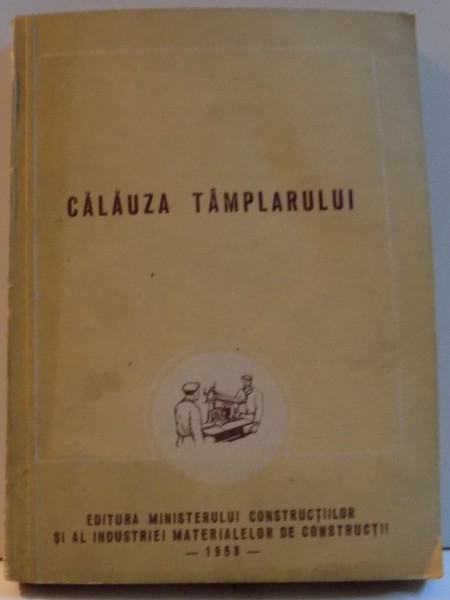 CĂLĂUZA TÂMPLARULUI
EDITURA MINISTERULUI CONSTRUCȚIILOR
ȘI AL INDUSTRIEI MATERIALELOR DE CONSTRUCȚII
— 1953 —